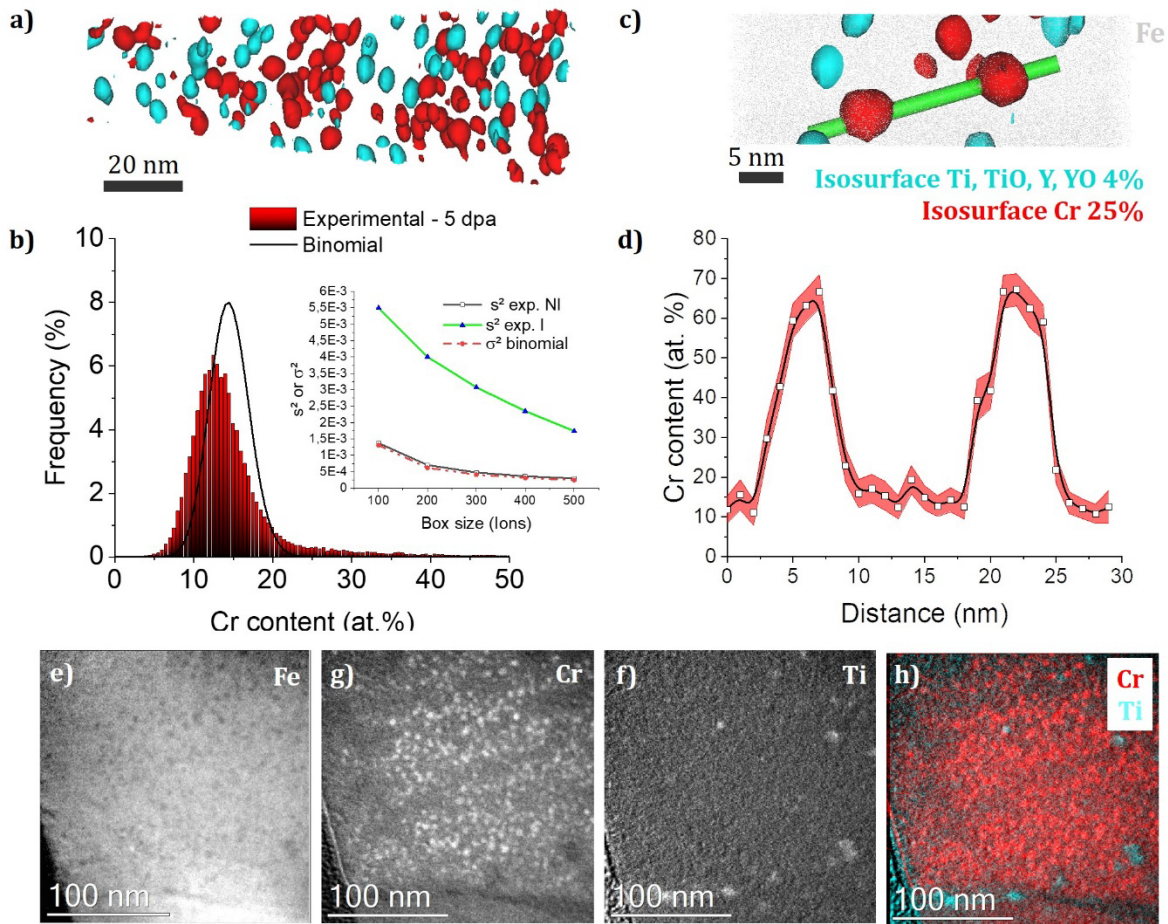 a)
20 nm
c)
Fe
5 nm
Isosurface Ti, TiO, Y, YO 4%
Isosurface Cr 25%
b)
Experimental - 5 dpa
Binomial
10
8
6
4
2
0
Frequency (%)
0 10 20 30 40 50
Cr content (at.%)
6E-3
5,5E-3
5E-3
4,5E-3
4E-3
3,5E-3
3E-3
2,5E-3
2E-3
1,5E-3
1E-3
5E-4
0
s² or σ²
s² exp. NI
s² exp. I
σ² binomial
100 200 300 400 500
Box size (Ions)
d)
80
70
60
50
40
30
20
10
0
Cr content (at. %)
0 5 10 15 20 25 30
Distance (nm)
e)
Fe
100 nm
g)
Cr
100 nm
f)
Ti
100 nm
h)
Cr
Ti
100 nm